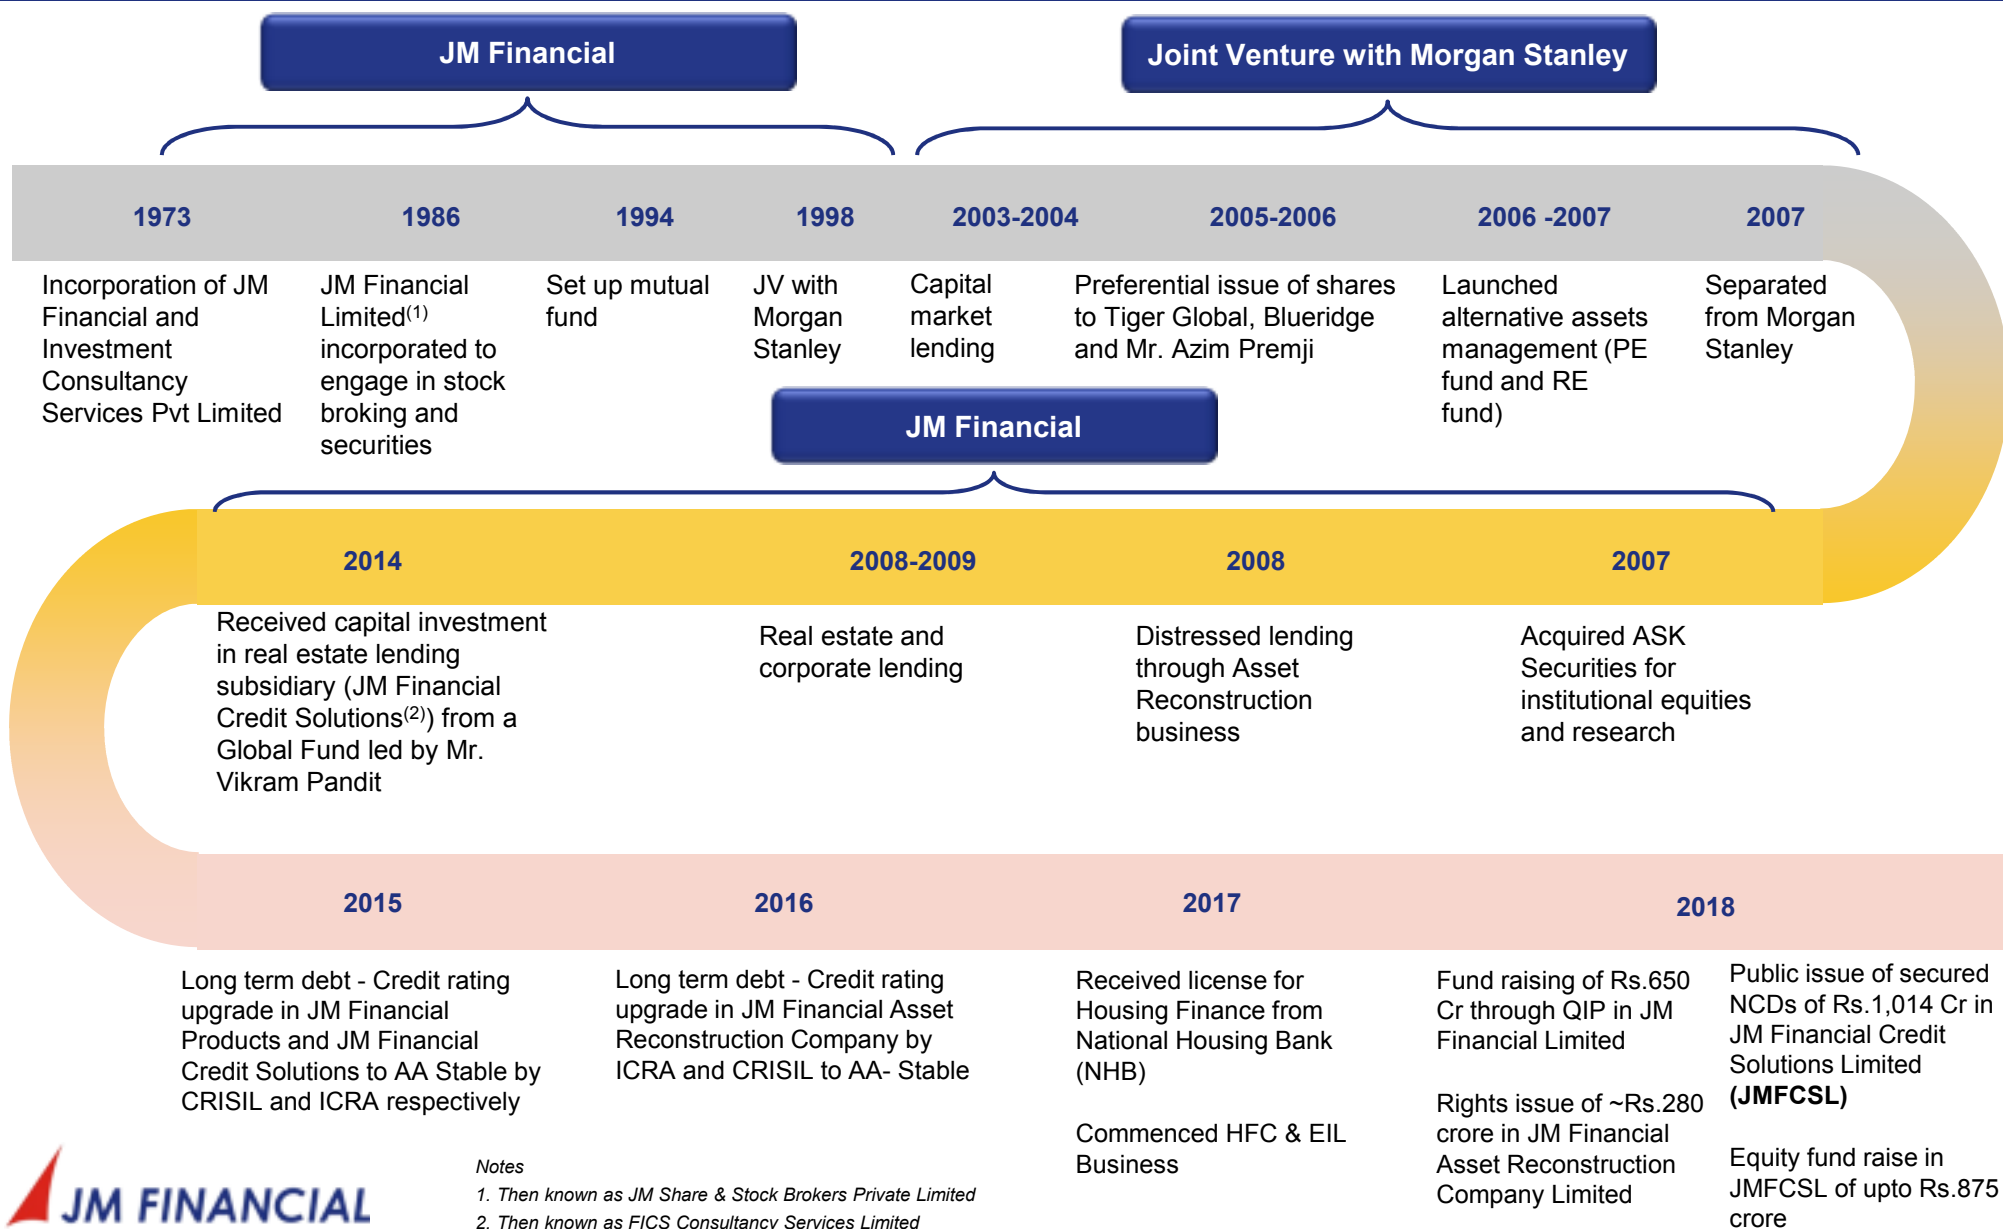 JM Financial
Joint Venture with Morgan Stanley
1973
1986
1994
1998
2003-2004
2005-2006
2006 -2007
2007
Incorporation of JM
Financial and
Investment
Consultancy
Services Pvt Limited
JM Financial
Limited(1)
incorporated to
engage in stock
broking and
securities
Set up mutual
fund
JV with
Morgan
Stanley
Capital
market
lending
Preferential issue of shares
to Tiger Global, Blueridge
and Mr. Azim Premji
Launched
alternative assets
management (PE
fund and RE
fund)
Separated
from Morgan
Stanley
JM Financial
2014
2008-2009
2008
2007
Received capital investment
in real estate lending
subsidiary (JM Financial
Credit Solutions(2)) from a
Global Fund led by Mr.
Vikram Pandit
Real estate and
corporate lending
Distressed lending
through Asset
Reconstruction
business
Acquired ASK
Securities for
institutional equities
and research
2015
2016
2017
2018
Long term debt - Credit rating
upgrade in JM Financial
Products and JM Financial
Credit Solutions to AA Stable by
CRISIL and ICRA respectively
Long term debt - Credit rating
upgrade in JM Financial Asset
Reconstruction Company by
ICRA and CRISIL to AA- Stable
Received license for
Housing Finance from
National Housing Bank
(NHB)
Commenced HFC & EIL
Business
Fund raising of Rs.650
Cr through QIP in JM
Financial Limited
Rights issue of ~Rs.280
crore in JM Financial
Asset Reconstruction
Company Limited
Public issue of secured
NCDs of Rs.1,014 Cr in
JM Financial Credit
Solutions Limited
(JMFCSL)
Equity fund raise in
JMFCSL of upto Rs.875
crore
JM FINANCIAL
Notes
1. Then known as JM Share & Stock Brokers Private Limited
2. Then known as FICS Consultancy Services Limited